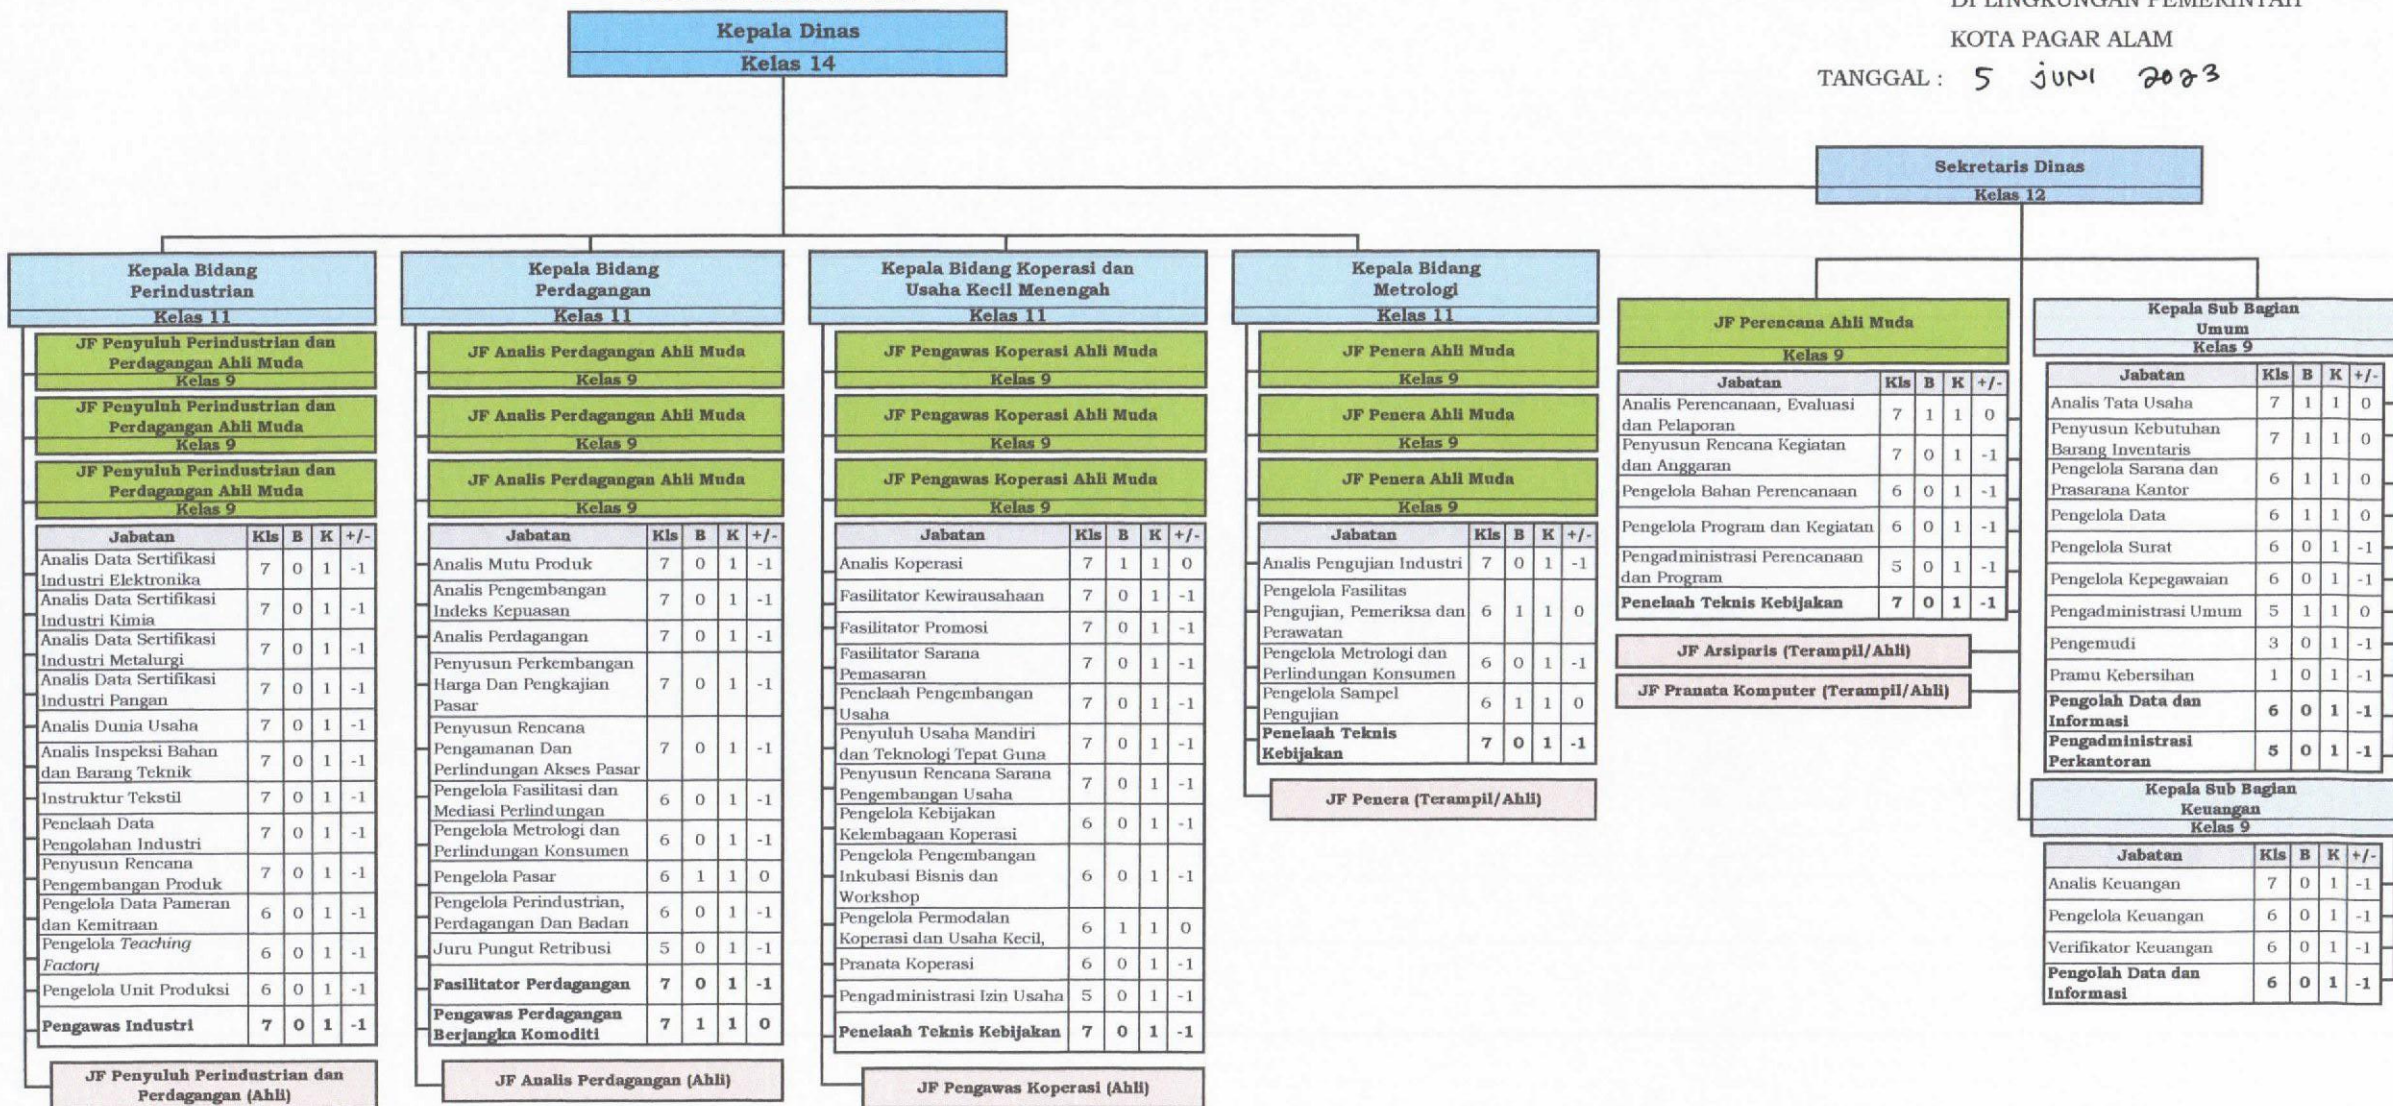 DI LINGKUNGAN PEMERINTAH
KOTA PAGAR ALAM
TANGGAL : 5 JUNI 2023
Kepala Dinas
Kelas 14
Sekretaris Dinas
Kelas 12
Kepala Bidang
Perindustrian
Kelas 11
JF Penyuluh Perindustrian dan
Perdagangan Ahli Muda
Kelas 9
JF Penyuluh Perindustrian dan
Perdagangan Ahli Muda
Kelas 9
JF Penyuluh Perindustrian dan
Perdagangan Ahli Muda
Kelas 9
Jabatan Kls B K +/-
Analis Data Sertifikasi
Industri Elektronika 7 0 1 -1
Analis Data Sertifikasi
Industri Kimia 7 0 1 -1
Analis Data Sertifikasi
Industri Metalurgi 7 0 1 -1
Analis Data Sertifikasi
Industri Pangan 7 0 1 -1
Analis Dunia Usaha 7 0 1 -1
Analis Inspeksi Bahan
dan Barang Teknik 7 0 1 -1
Instruktur Tekstil 7 0 1 -1
Penelaah Data
Pengolahan Industri 7 0 1 -1
Penyusun Rencana
Pengembangan Produk 7 0 1 -1
Pengelola Data Pameran
dan Kemitraan 6 0 1 -1
Pengelola Teaching
Factory 6 0 1 -1
Pengelola Unit Produksi 6 0 1 -1
Pengawas Industri 7 0 1 -1
JF Penyuluh Perindustrian dan
Perdagangan (Ahli)
Kepala Bidang
Perdagangan
Kelas 11
JF Analis Perdagangan Ahli Muda
Kelas 9
JF Analis Perdagangan Ahli Muda
Kelas 9
JF Analis Perdagangan Ahli Muda
Kelas 9
Jabatan Kls B K +/-
Analis Mutu Produk 7 0 1 -1
Analis Pengembangan
Indeks Kepuasan 7 0 1 -1
Analis Perdagangan 7 0 1 -1
Penyusun Perkembangan
Harga Dan Pengkajian 7 0 1 -1
Pasar
Penyusun Rencana
Pengamanan Dan 7 0 1 -1
Perlindungan Akses Pasar
Pengelola Fasilitasi dan
Mediasi Perlindungan 6 0 1 -1
Pengelola Metrologi dan
Perlindungan Konsumen 6 0 1 -1
Pengelola Pasar 6 1 1 0
Pengelola Perindustrian,
Perdagangan Dan Badan 6 0 1 -1
Juru Pungut Retribusi 5 0 1 -1
Fasilitator Perdagangan 7 0 1 -1
Pengawas Perdagangan
Berjangka Komoditi 7 1 1 0
JF Analis Perdagangan (Ahli)
Kepala Bidang Koperasi dan
Usaha Kecil Menengah
Kelas 11
JF Pengawas Koperasi Ahli Muda
Kelas 9
JF Pengawas Koperasi Ahli Muda
Kelas 9
JF Pengawas Koperasi Ahli Muda
Kelas 9
Jabatan Kls B K +/-
Analis Koperasi 7 1 1 0
Fasilitator Kewirausahaan 7 0 1 -1
Fasilitator Promosi 7 0 1 -1
Fasilitator Sarana
Pemasaran 7 0 1 -1
Penelaah Pengembangan
Usaha 7 0 1 -1
Penyuluh Usaha Mandiri
dan Teknologi Tepat Guna 7 0 1 -1
Penyusun Rencana Sarana
Pengembangan Usaha 7 0 1 -1
Pengelola Kebijakan
Kelembagaan Koperasi 6 0 1 -1
Pengelola Pengembangan
Inkubasi Bisnis dan 6 0 1 -1
Workshop
Pengelola Permodalan
Koperasi dan Usaha Kecil, 6 1 1 0
Pranata Koperasi 6 0 1 -1
Pengadministrasi Izin Usaha 5 0 1 -1
Penelaah Teknis Kebijakan 7 0 1 -1
JF Pengawas Koperasi (Ahli)
Kepala Bidang
Metrologi
Kelas 11
JF Penera Ahli Muda
Kelas 9
JF Penera Ahli Muda
Kelas 9
JF Penera Ahli Muda
Kelas 9
Jabatan Kls B K +/-
Analis Pengujian Industri 7 0 1 -1
Pengelola Fasilitas
Pengujian, Pemeriksa dan 6 1 1 0
Perawatan
Pengelola Metrologi dan
Perlindungan Konsumen 6 0 1 -1
Pengelola Sampel
Pengujian 6 1 1 0
Penelaah Teknis
Kebijakan 7 0 1 -1
JF Penera (Terampil/Ahli)
JF Perencana Ahli Muda
Kelas 9
Jabatan Kls B K +/-
Analis Perencanaan, Evaluasi
dan Pelaporan 7 1 1 0
Penyusun Rencana Kegiatan
dan Anggaran 7 0 1 -1
Pengelola Bahan Perencanaan 6 0 1 -1
Pengelola Program dan Kegiatan 6 0 1 -1
Pengadministrasi Perencanaan
dan Program 5 0 1 -1
Penelaah Teknis Kebijakan 7 0 1 -1
JF Arsiparis (Terampil/Ahli)
JF Pranata Komputer (Terampil/Ahli)
Kepala Sub Bagian
Umum
Kelas 9
Jabatan Kls B K +/-
Analis Tata Usaha 7 1 1 0
Penyusun Kebutuhan
Barang Inventaris 7 1 1 0
Pengelola Sarana dan
Prasarana Kantor 6 1 1 0
Pengelola Data 6 1 1 0
Pengelola Surat 6 0 1 -1
Pengelola Kepegawaian 6 0 1 -1
Pengadministrasi Umum 5 1 1 0
Pengemudi 3 0 1 -1
Pramu Kebersihan 1 0 1 -1
Pengolah Data dan
Informasi 6 0 1 -1
Pengadministrasi
Perkantoran 5 0 1 -1
Kepala Sub Bagian
Keuangan
Kelas 9
Jabatan Kls B K +/-
Analis Keuangan 7 0 1 -1
Pengelola Keuangan 6 0 1 -1
Verifikator Keuangan 6 0 1 -1
Pengolah Data dan
Informasi 6 0 1 -1